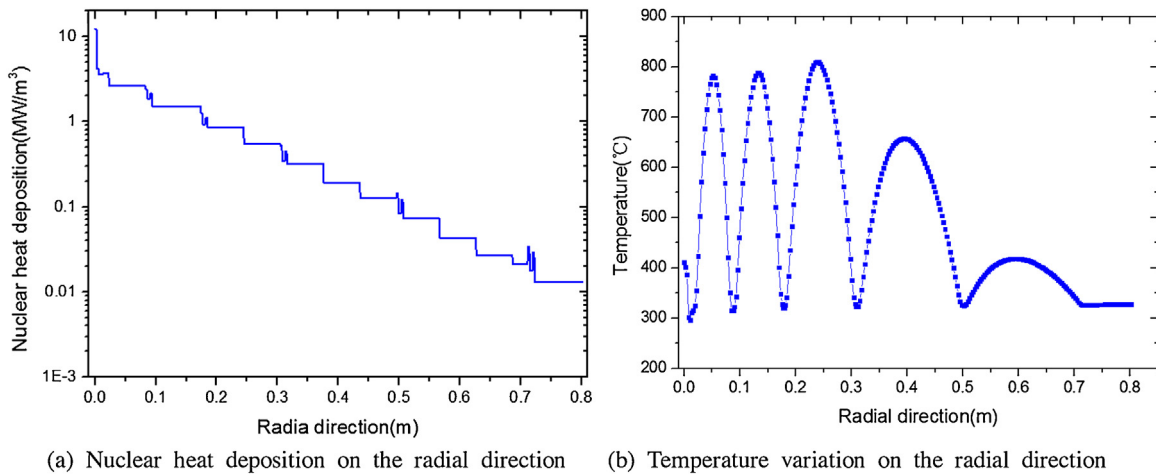 10
1
0.1
0.01
1E-3
Nuclear heat deposition(MW/m³)
0.0 0.1 0.2 0.3 0.4 0.5 0.6 0.7 0.8
Radia direction(m)
(a) Nuclear heat deposition on the radial direction
900
800
700
600
500
400
300
200
Temperature(℃)
0.0 0.1 0.2 0.3 0.4 0.5 0.6 0.7 0.8
Radial direction(m)
(b) Temperature variation on the radial direction